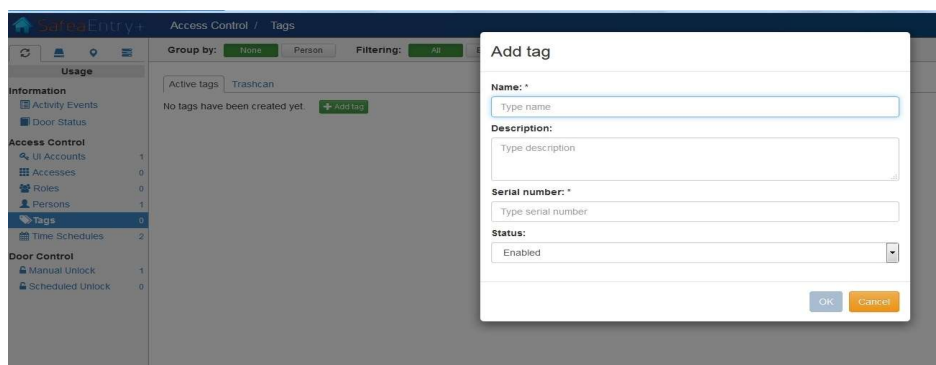 SafeaEntry+
Access Control / Tags
Group by: None Person Filtering: All
Usage
Information
Activity Events
Door Status
Access Control
UI Accounts 1
Accesses 0
Roles 0
Persons 1
Tags 0
Time Schedules 2
Door Control
Manual Unlock 1
Scheduled Unlock 0
Active tags Trashcan
No tags have been created yet. Add tag
Add tag
Name: *
Type name
Description:
Type description
Serial number: *
Type serial number
Status:
Enabled
OK Cancel